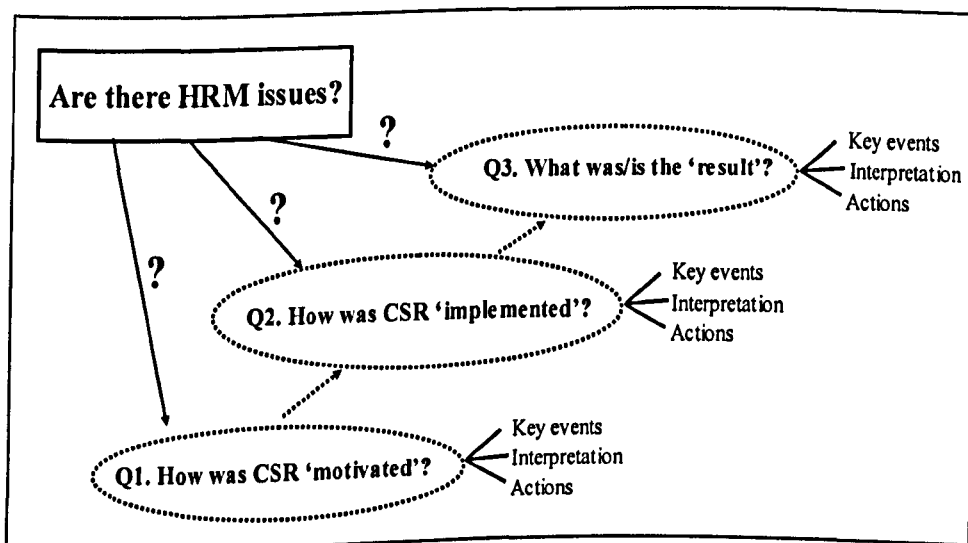 Are there HRM issues?
?
?
?
Q3. What was/is the ‘result’?
Key events
Interpretation
Actions
Q2. How was CSR ‘implemented’?
Key events
Interpretation
Actions
Q1. How was CSR ‘motivated’?
Key events
Interpretation
Actions